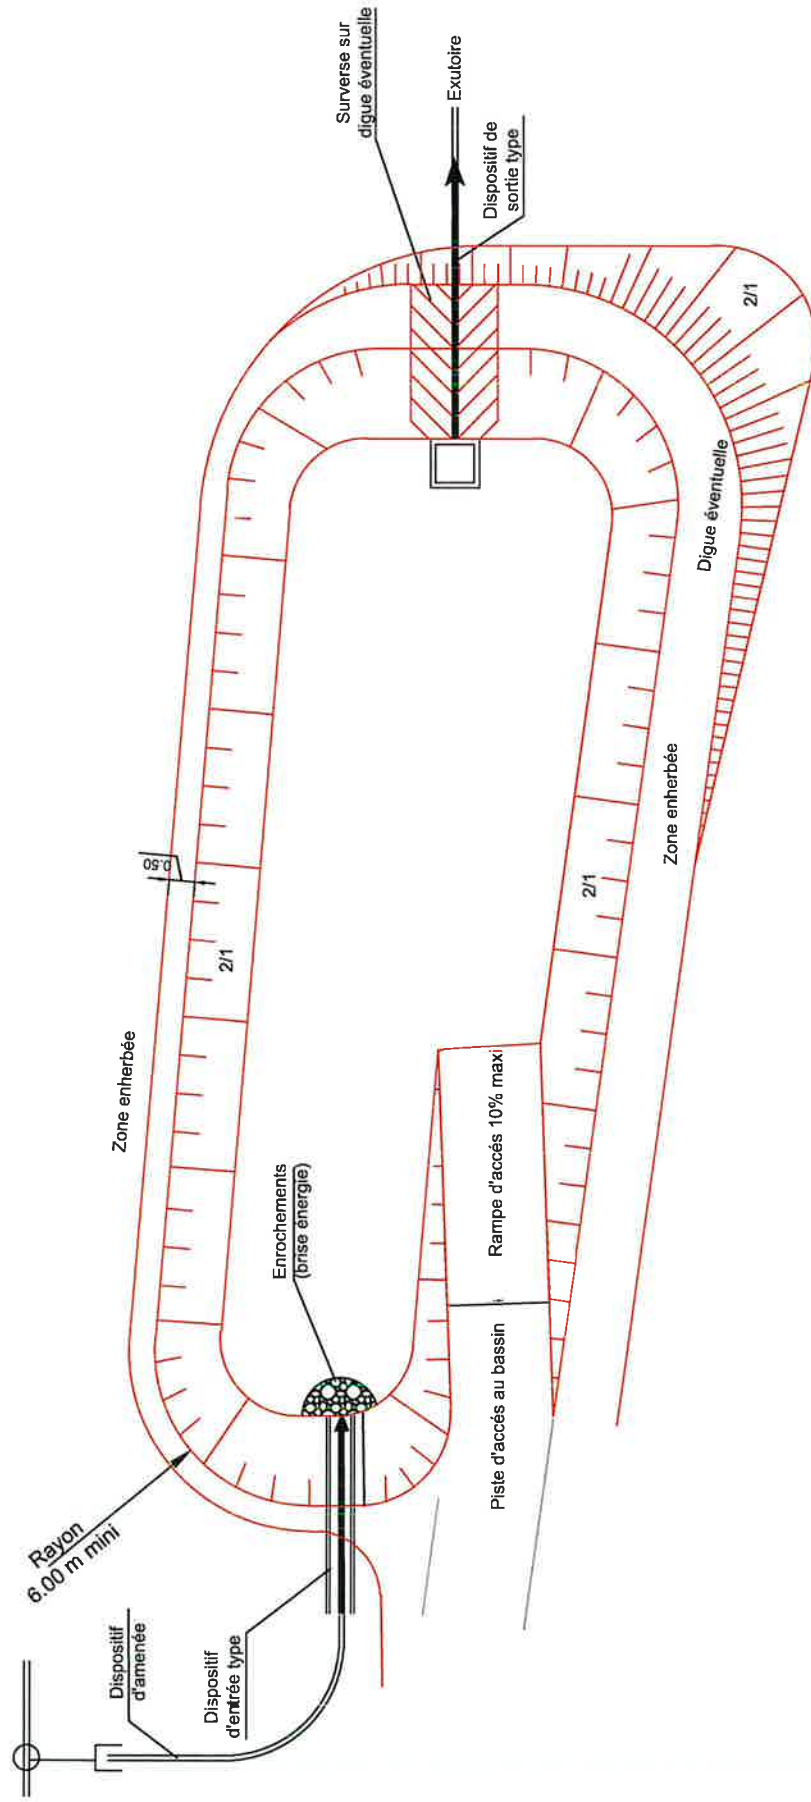 Surverse sur
digue éventuelle
Exutoire
Dispositif de
sortie type
2/1
Digue éventuelle
Zone enherbée
0.50
2/1
2/1
Zone enherbée
Rampe d'accés 10% maxi
Enrochements
(brise énergie)
Piste d'accés au bassin
Rayon
6.00 m mini
Dispositif
d'amenée
Dispositif
d'entrée type